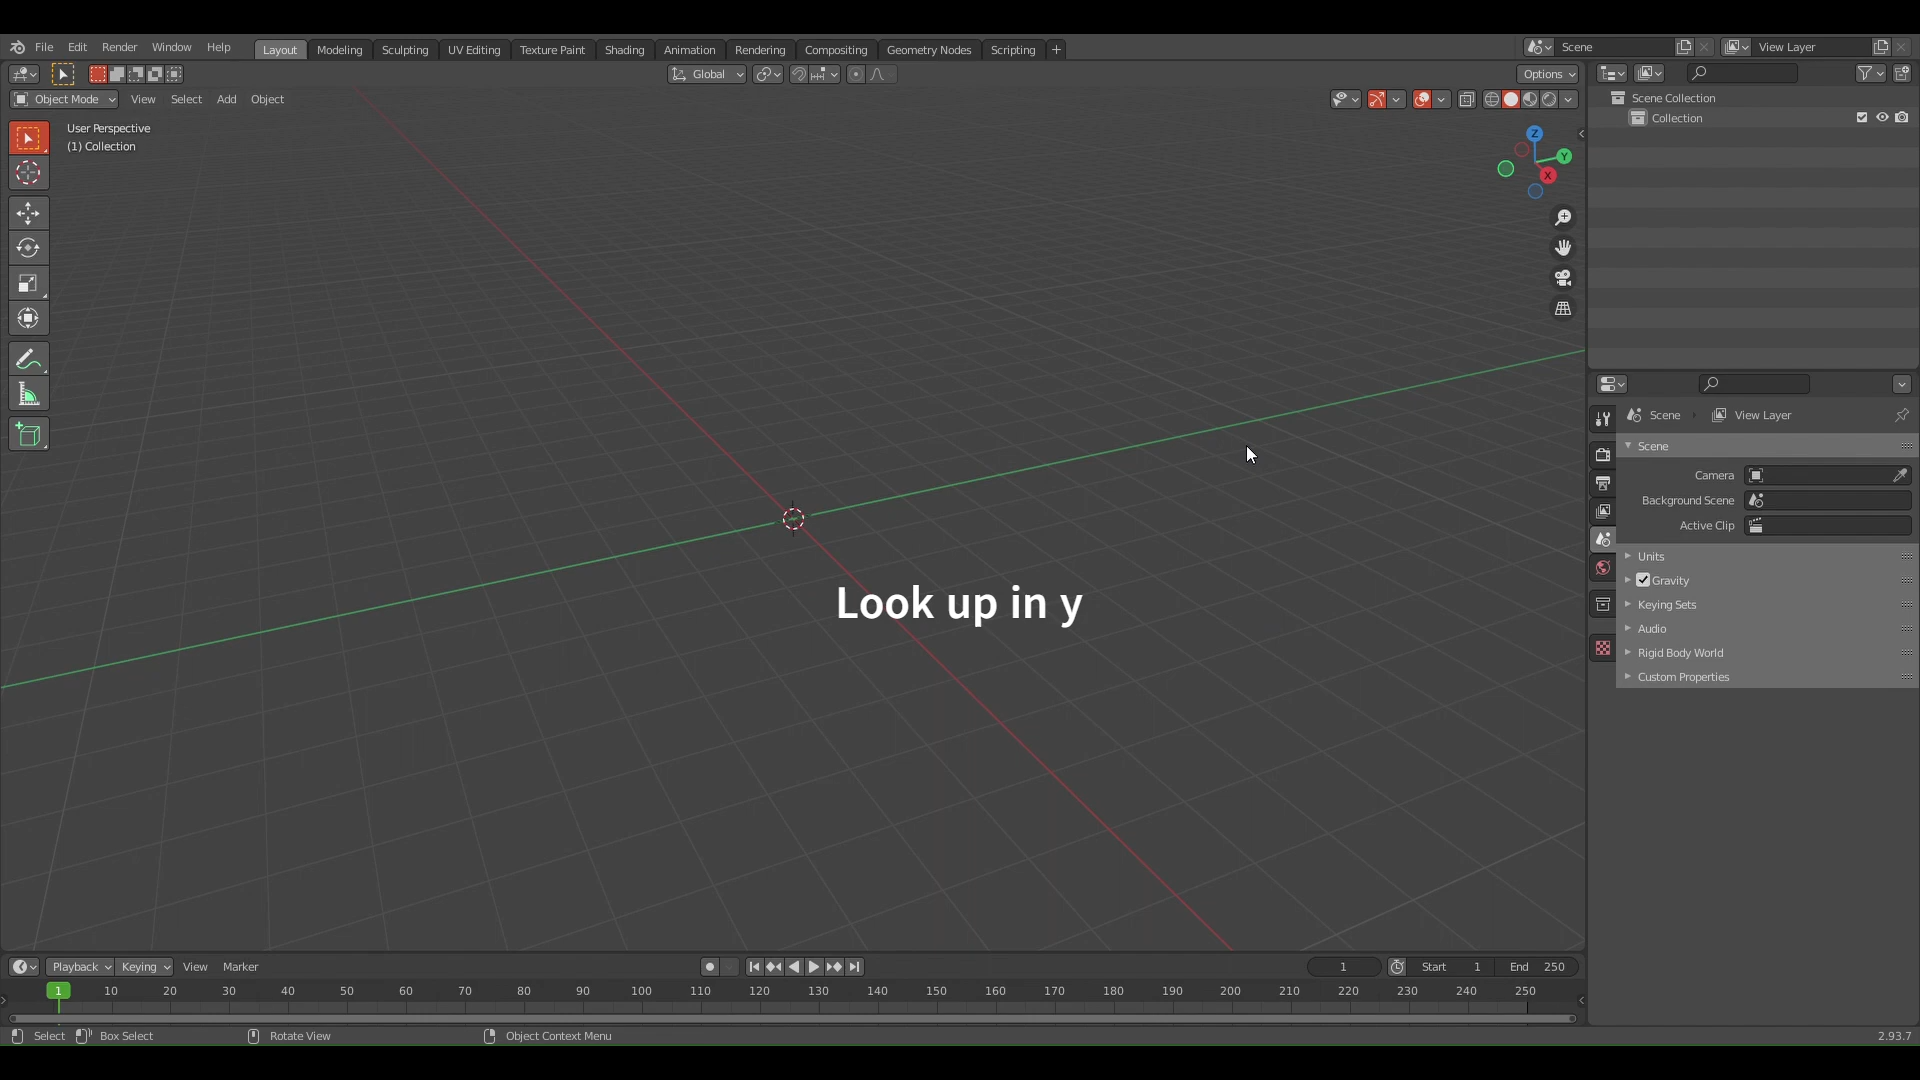 File Edit Render Window Help Layout Modeling Sculpting UV Editing Texture Paint Shading Animation Rendering Compositing Geometry Nodes Scripting + Scene View Layer
Global Options
Object Mode View Select Add Object
User Perspective
(1) Collection
Z
Y
X
Scene Collection
Collection
Scene View Layer
Scene
Camera
Background Scene
Active Clip
Units
Gravity
Keying Sets
Audio
Rigid Body World
Custom Properties
Look up in y
Playback Keying View Marker 1 Start 1 End 250
1 10 20 30 40 50 60 70 80 90 100 110 120 130 140 150 160 170 180 190 200 210 220 230 240 250
Select Box Select Rotate View Object Context Menu 2.93.7